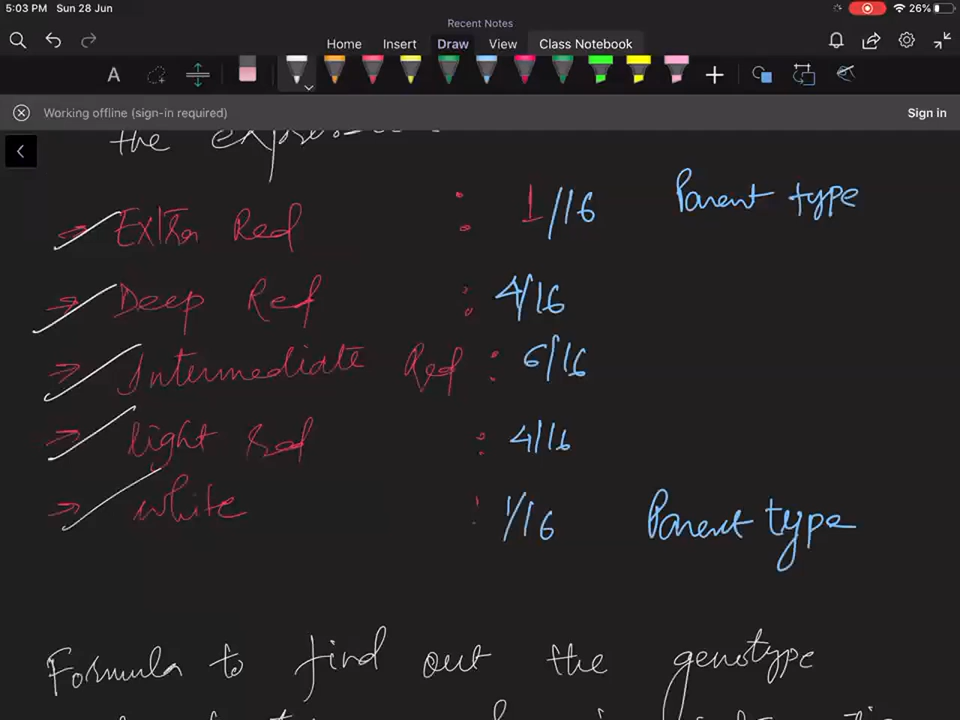 5:03 PM Sun 28 Jun 26%
Recent Notes
Home Insert Draw View Class Notebook
A
Working offline (sign-in required) Sign in
the
→ Extra Red : 1/16 Parent type
→ Deep Red : 4/16
→ Intermediate Red : 6/16
→ light Red : 4/16
→ white : 1/16 Parent type
Formula to find out the genotype